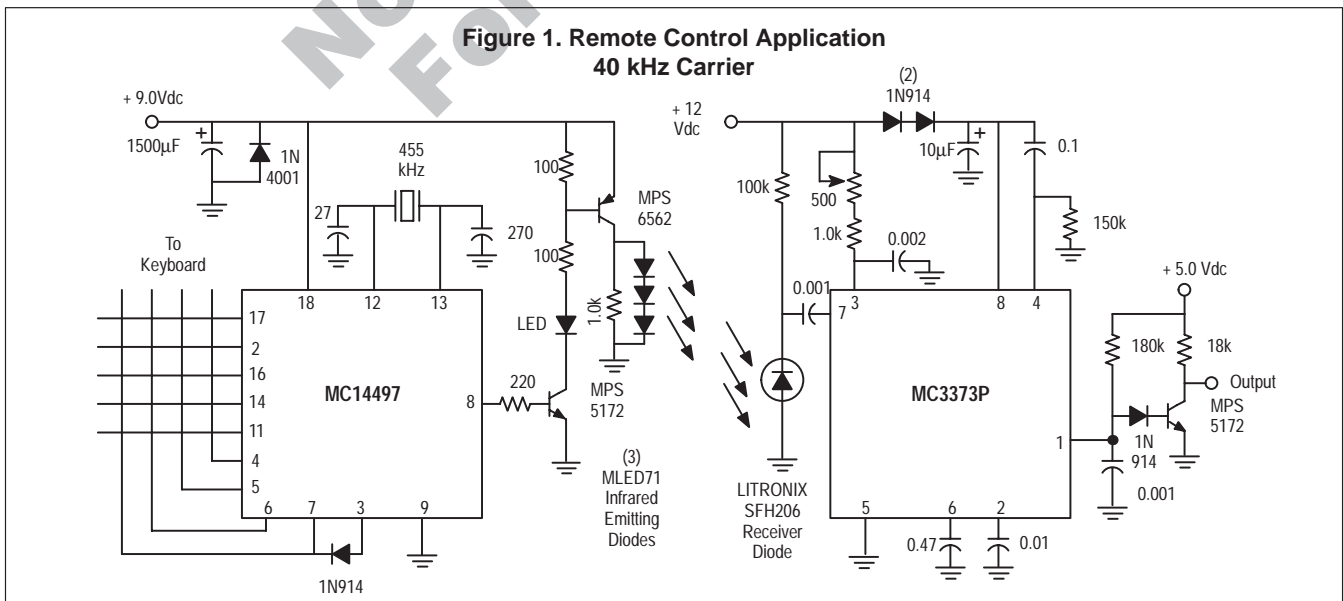 No
For
Figure 1. Remote Control Application
40 kHz Carrier
+ 9.0Vdc
1500µF
+
1N
4001
455
kHz
27
270
To
Keyboard
18
12
13
17
2
16
14
11
4
5
6
7
3
9
8
MC14497
1N914
220
100
100
LED
MPS
6562
1.0k
MPS
5172
(3)
MLED71
Infrared
Emitting
Diodes
+ 12
Vdc
(2)
1N914
100k
500
1.0k
0.002
0.001
10µF
+
0.1
150k
3
7
8
4
1
5
6
2
MC3373P
LITRONIX
SFH206
Receiver
Diode
0.47
0.01
+ 5.0 Vdc
180k
18k
Output
MPS
5172
1N
914
0.001